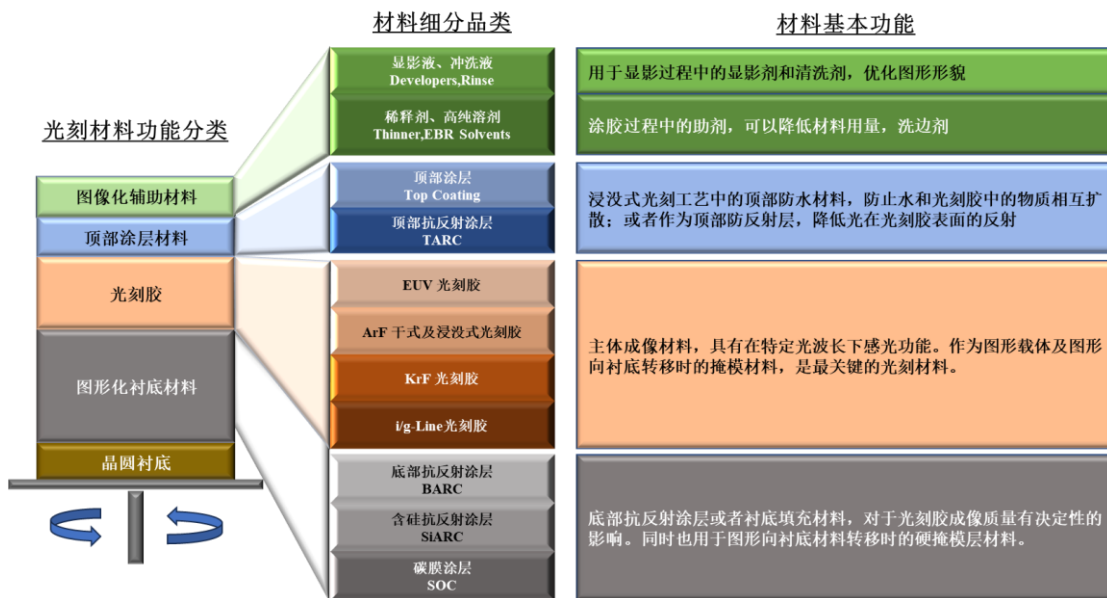 材料细分品类
材料基本功能
光刻材料功能分类
图像化辅助材料
顶部涂层材料
光刻胶
图形化衬底材料
晶圆衬底
显影液、冲洗液
Developers,Rinse
稀释剂、高纯溶剂
Thinner,EBR Solvents
顶部涂层
Top Coating
顶部抗反射涂层
TARC
EUV 光刻胶
ArF 干式及浸没式光刻胶
KrF 光刻胶
i/g-Line光刻胶
底部抗反射涂层
BARC
含硅抗反射涂层
SiARC
碳膜涂层
SOC
用于显影过程中的显影剂和清洗剂，优化图形形貌
涂胶过程中的助剂，可以降低材料用量，洗边剂
浸没式光刻工艺中的顶部防水材料，防止水和光刻胶中的物质相互扩
散；或者作为顶部防反射层，降低光在光刻胶表面的反射
主体成像材料，具有在特定光波长下感光功能。作为图形载体及图形
向衬底转移时的掩模材料，是最关键的光刻材料。
底部抗反射涂层或者衬底填充材料，对于光刻胶成像质量有决定性的
影响。同时也用于图形向衬底材料转移时的硬掩模层材料。